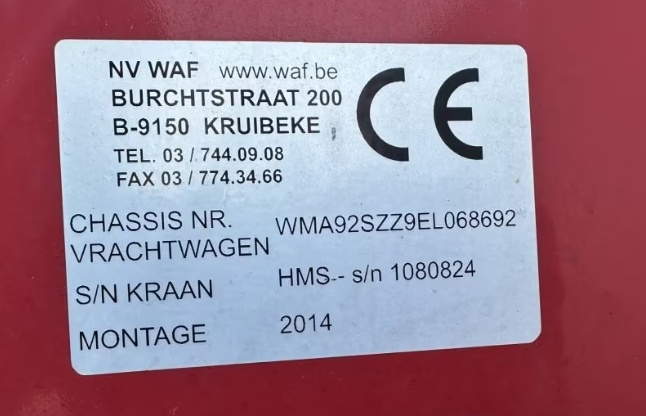 NV WAF www.waf.be
BURCHTSTRAAT 200
B-9150 KRUIBEKE
TEL. 03 / 744.09.08
FAX 03 / 774.34.66
CE
CHASSIS NR. VRACHTWAGEN WMA92SZZ9EL068692
S/N KRAAN HMS-- s/n 1080824
MONTAGE 2014